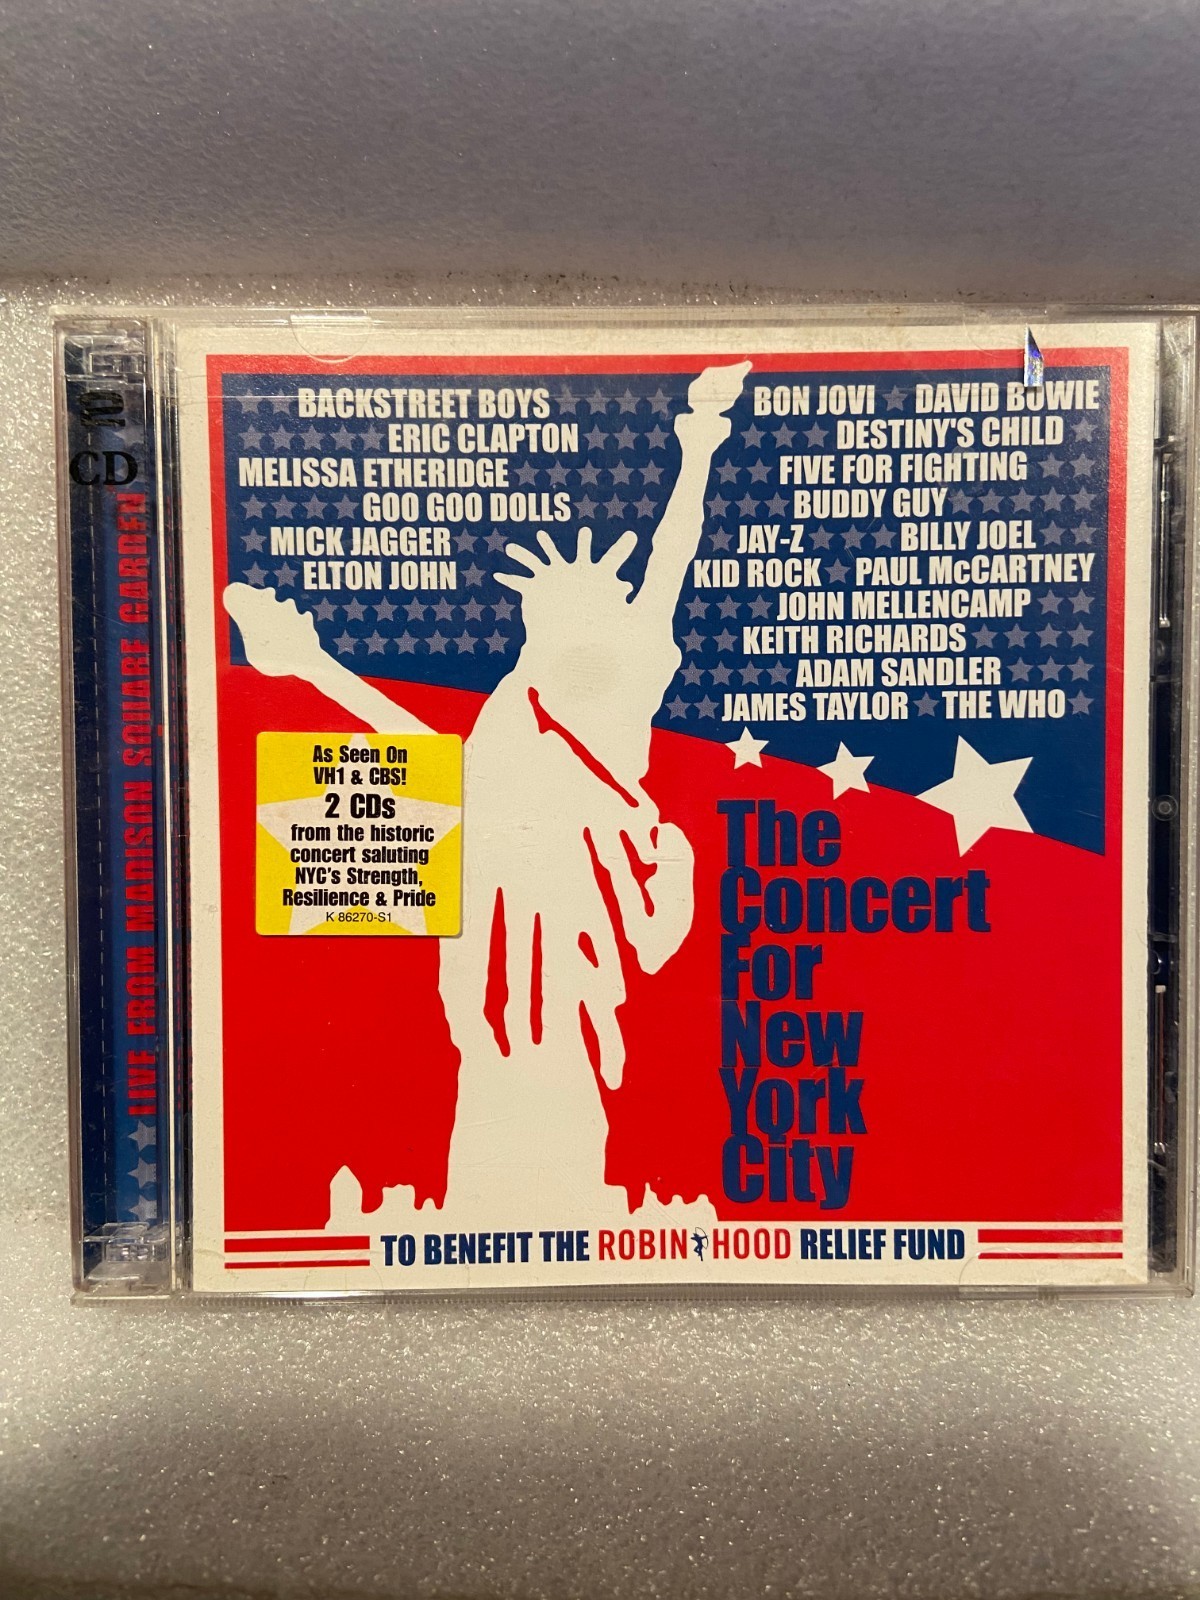 2
CD
LIVE FROM MADISON SQUARE GARDEN
BACKSTREET BOYS
ERIC CLAPTON
MELISSA ETHERIDGE
GOO GOO DOLLS
MICK JAGGER
ELTON JOHN
BON JOVI DAVID BOWIE
DESTINY'S CHILD
FIVE FOR FIGHTING
BUDDY GUY
JAY-Z BILLY JOEL
KID ROCK PAUL McCARTNEY
JOHN MELLENCAMP
KEITH RICHARDS
ADAM SANDLER
JAMES TAYLOR THE WHO
As Seen On
VH1 & CBS!
2 CDs
from the historic
concert saluting
NYC's Strength,
Resilience & Pride
K 86270-S1
The
Concert
For
New
York
City
TO BENEFIT THE ROBIN HOOD RELIEF FUND